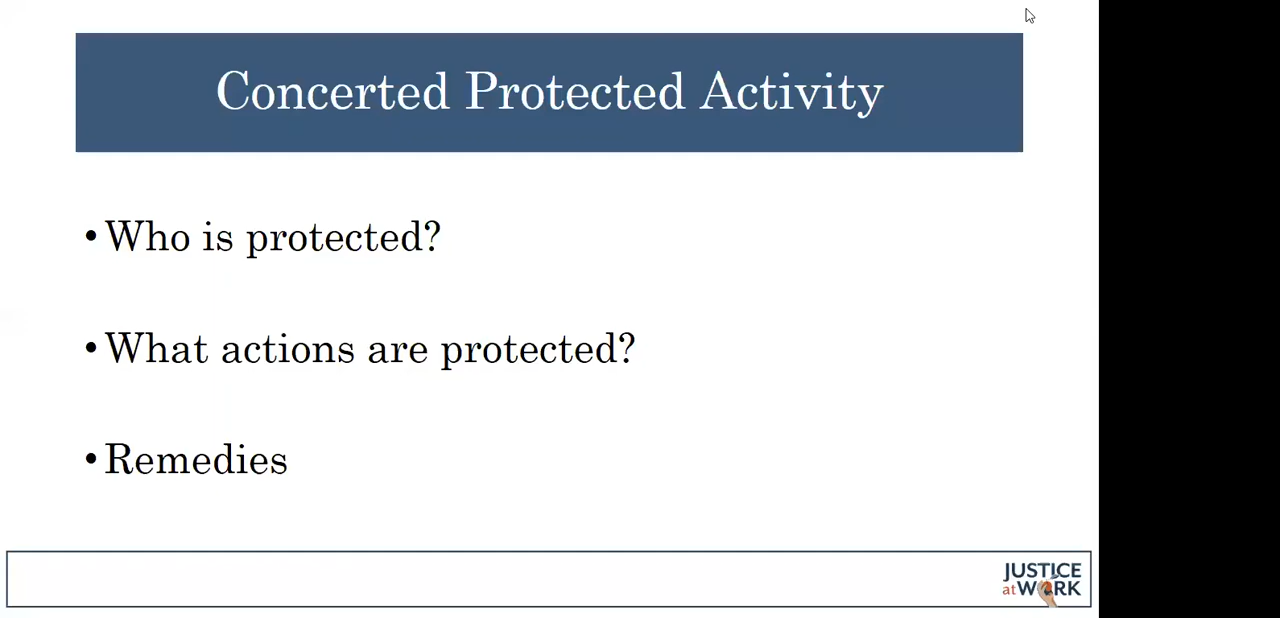 Concerted Protected Activity
• Who is protected?
• What actions are protected?
• Remedies
JUSTICE
at WORK